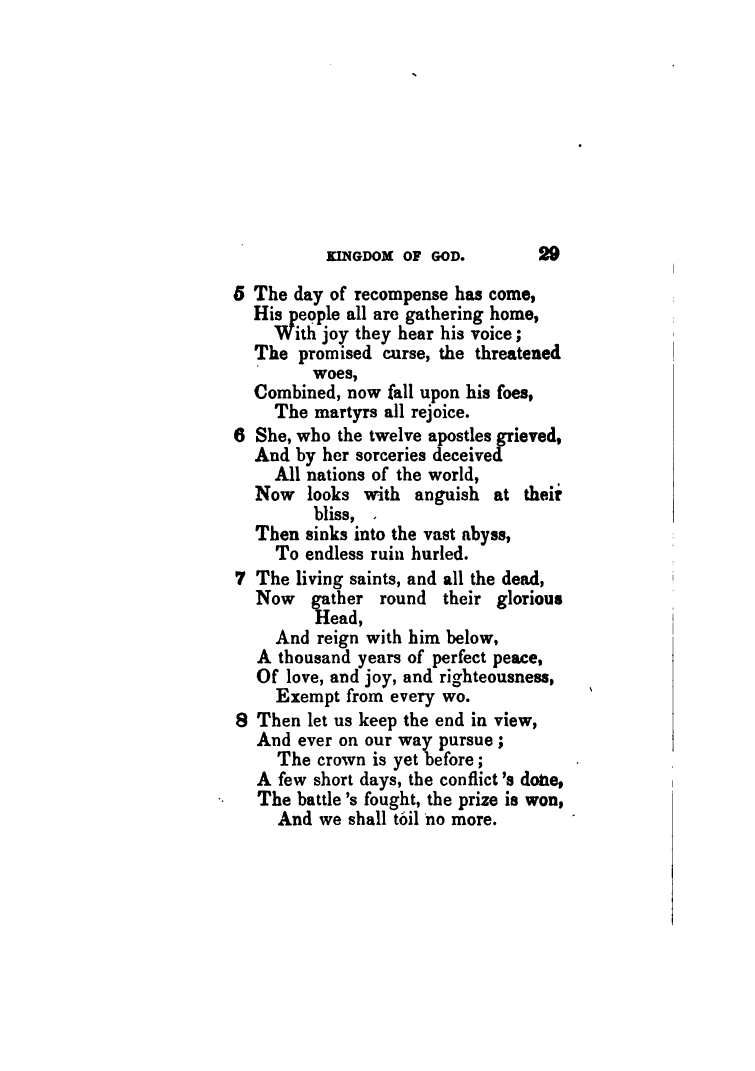 KINGDOM OF GOD. 29
5 The day of recompense has come,
His people all are gathering home,
With joy they hear his voice;
The promised curse, the threatened
woes,
Combined, now fall upon his foes,
The martyrs all rejoice.
6 She, who the twelve apostles grieved,
And by her sorceries deceived
All nations of the world,
Now looks with anguish at their
bliss,
Then sinks into the vast abyss,
To endless ruin hurled.
7 The living saints, and all the dead,
Now gather round their glorious
Head,
And reign with him below,
A thousand years of perfect peace,
Of love, and joy, and righteousness,
Exempt from every wo.
8 Then let us keep the end in view,
And ever on our way pursue;
The crown is yet before;
A few short days, the conflict 's done,
The battle 's fought, the prize is won,
And we shall toil no more.